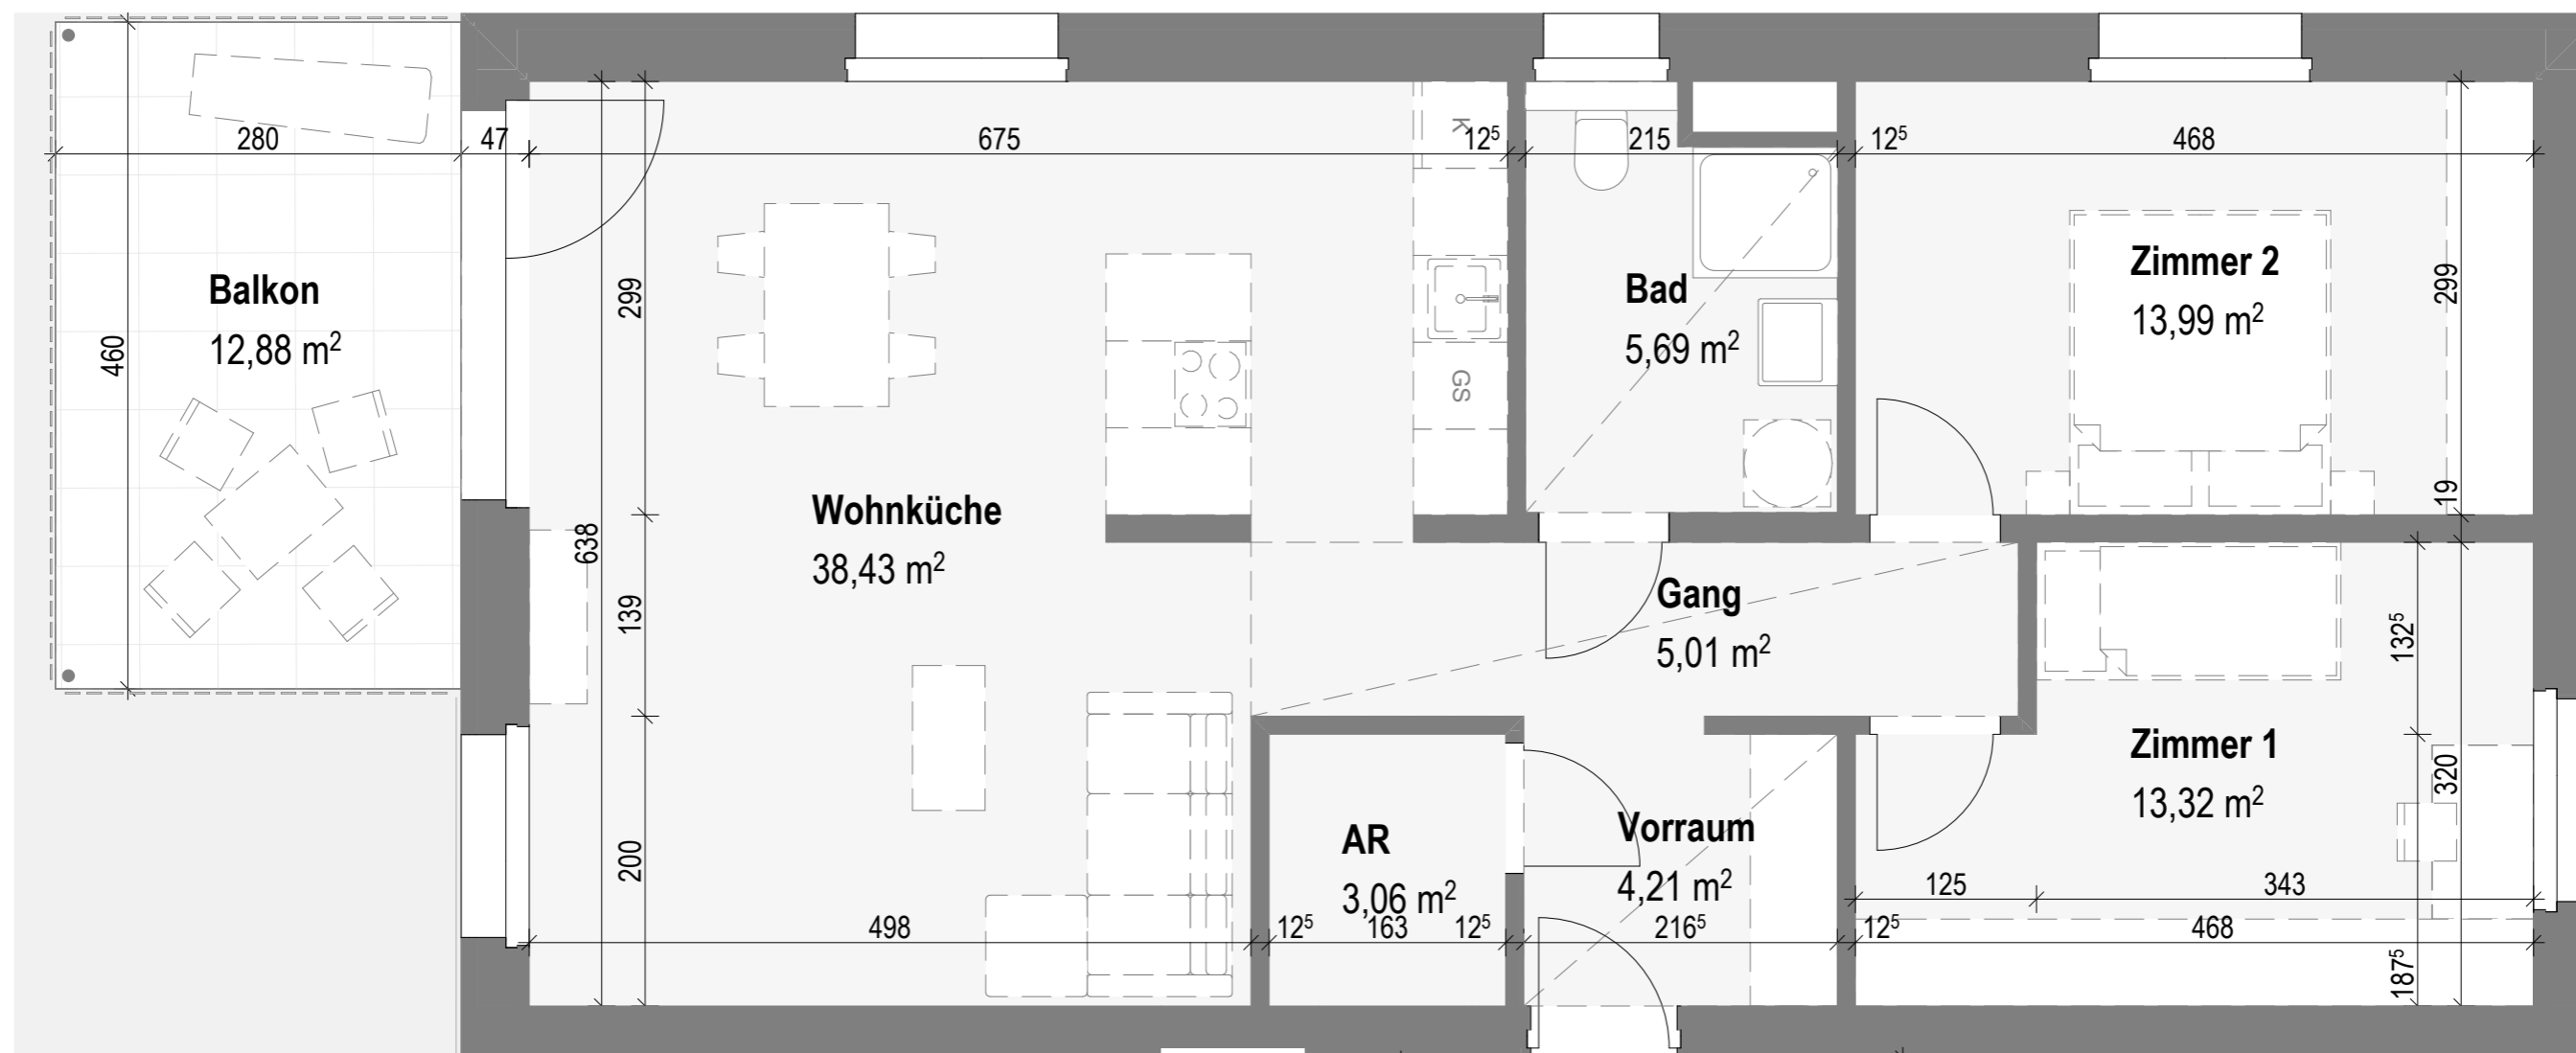 280
47
675
12⁵
215
12⁵
468
K
460
299
299
Balkon
12,88 m²
Bad
5,69 m²
Zimmer 2
13,99 m²
GS
19
Wohnküche
38,43 m²
638
139
Gang
5,01 m²
132⁵
Zimmer 1
13,32 m²
320
200
AR
3,06 m²
Vorraum
4,21 m²
125
343
498
12⁵
163
12⁵
216⁵
12⁵
468
187⁵